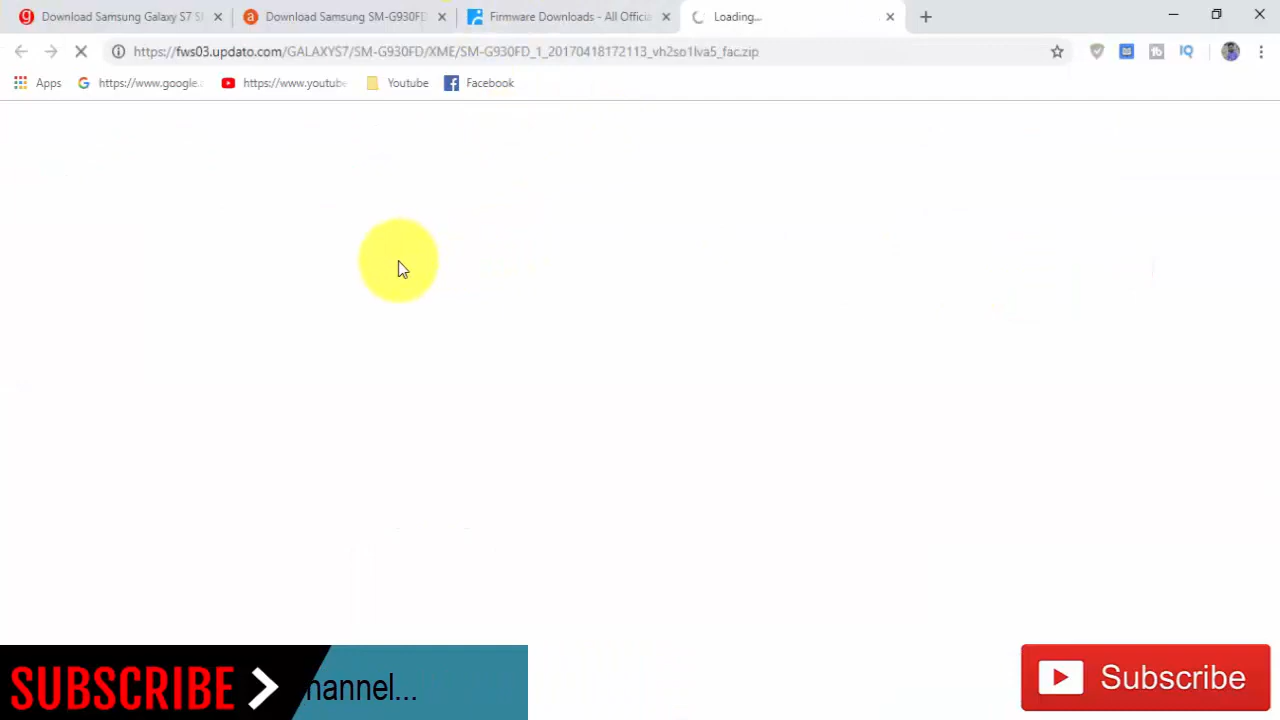 Download Samsung Galaxy S7 S
Download Samsung SM-G930FD
Firmware Downloads - All Officia
Loading...
https://fws03.updato.com/GALAXYS7/SM-G930FD/XME/SM-G930FD_1_20170418172113_vh2so1lva5_fac.zip
Apps
https://www.google.c
https://www.youtube
Youtube
Facebook
SUBSCRIBE
hannel...
Subscribe